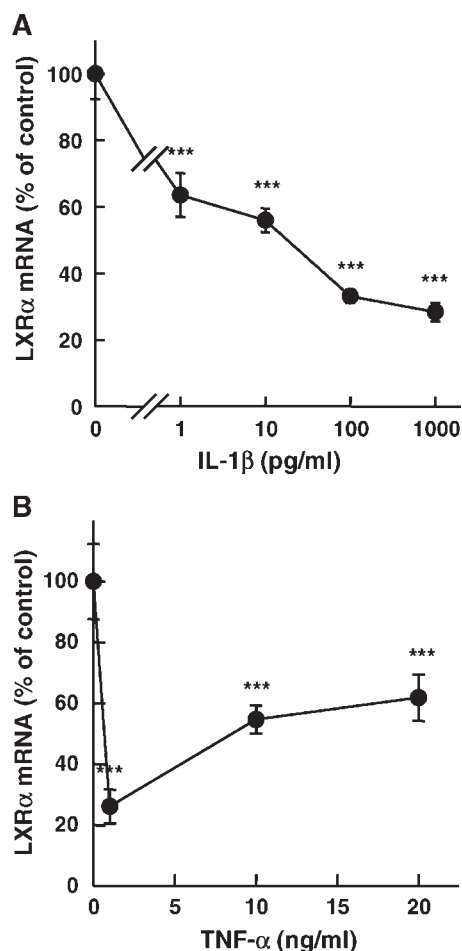 A
LXRα mRNA (% of control)
100
80
60
40
20
0
***
***
***
***
0 1 10 100 1000
IL-1β (pg/ml)
B
LXRα mRNA (% of control)
100
80
60
40
20
0
***
***
***
0 5 10 15 20
TNF-α (ng/ml)